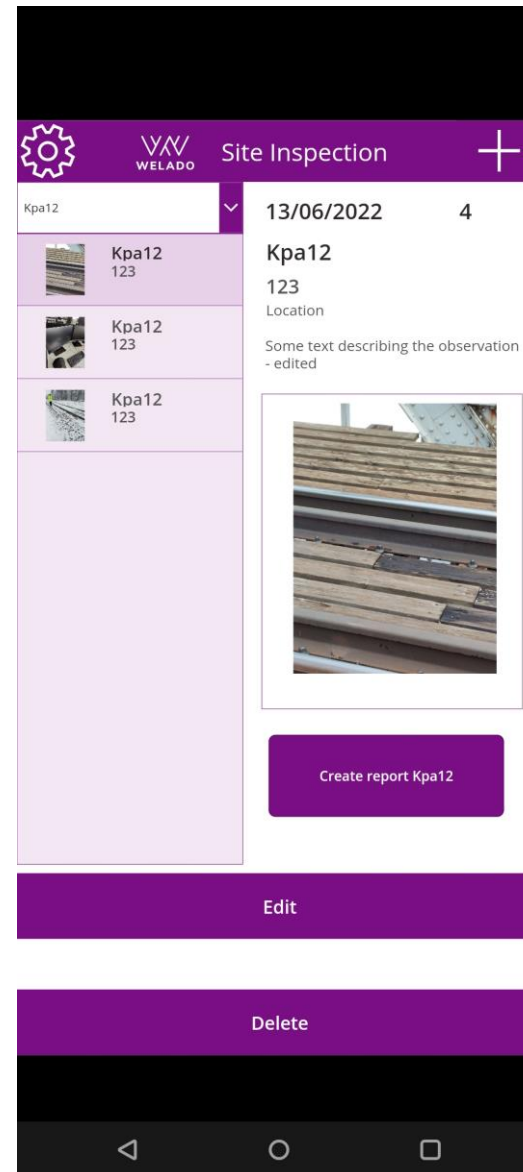 WELADO
Site Inspection
Kpa12
Kpa12
123
Kpa12
123
Kpa12
123
13/06/2022 4
Kpa12
123
Location
Some text describing the observation
- edited
Create report Kpa12
Edit
Delete